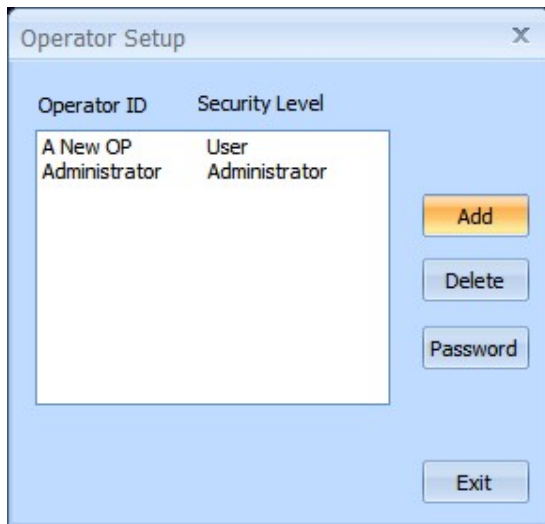 Operator Setup X
Operator ID Security Level
A New OP User
Administrator Administrator
Add
Delete
Password
Exit